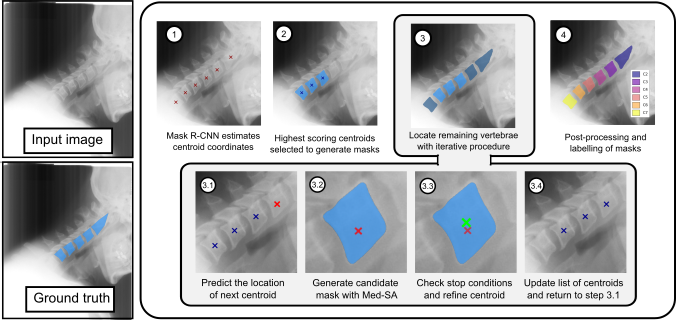 Input image
Ground truth
1
Mask R-CNN estimates
centroid coordinates
2
Highest scoring centroids
selected to generate masks
3
Locate remaining vertebrae
with iterative procedure
4
C2
C3
C4
C5
C6
C7
Post-processing and
labelling of masks
3.1
Predict the location
of next centroid
3.2
Generate candidate
mask with Med-SA
3.3
Check stop conditions
and refine centroid
3.4
Update list of centroids
and return to step 3.1